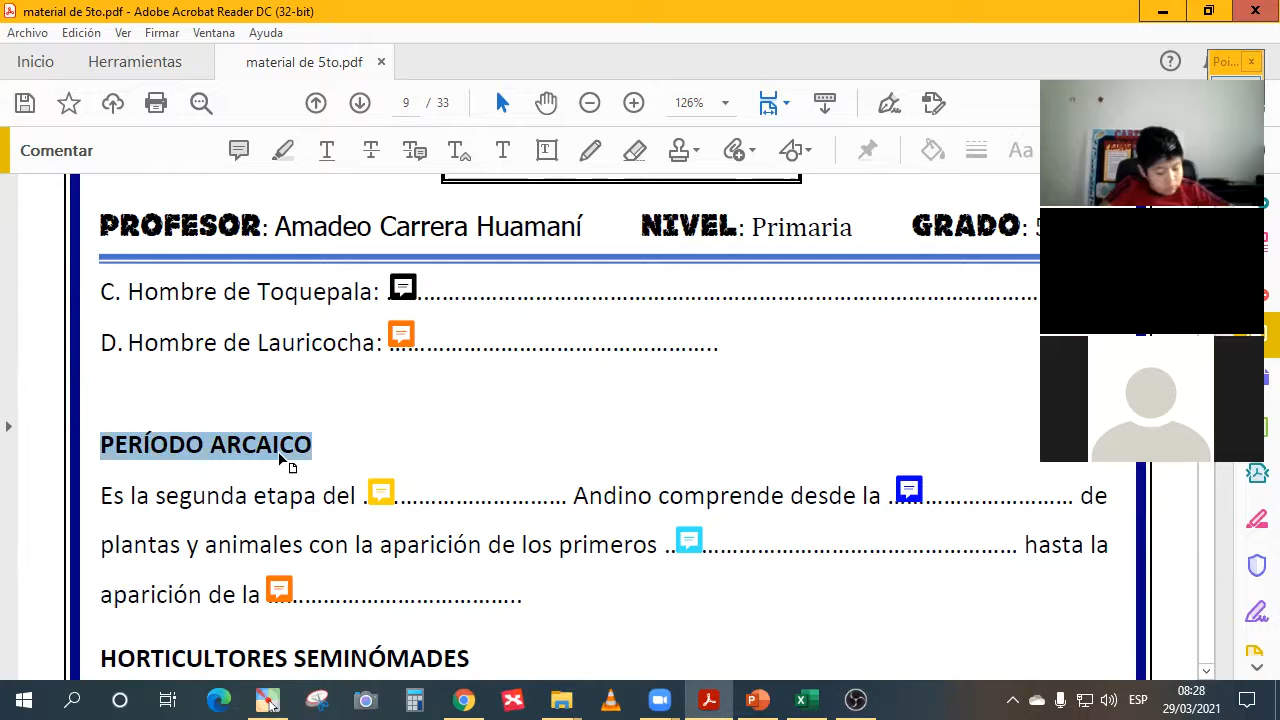 material de 5to.pdf - Adobe Acrobat Reader DC (32-bit)
Archivo Edición Ver Firmar Ventana Ayuda
Inicio Herramientas material de 5to.pdf × Poi... ×
9 / 33 126%
Comentar Aa
PROFESOR: Amadeo Carrera Huamaní NIVEL: Primaria GRADO: 5
C. Hombre de Toquepala: ..........................................................................................
D. Hombre de Lauricocha: ......................................................
PERÍODO ARCAICO
Es la segunda etapa del .............................. Andino comprende desde la .............................. de
plantas y animales con la aparición de los primeros .................................................. hasta la
aparición de la ..........................................
HORTICULTORES SEMINÓMADES
ESP 08:28
29/03/2021